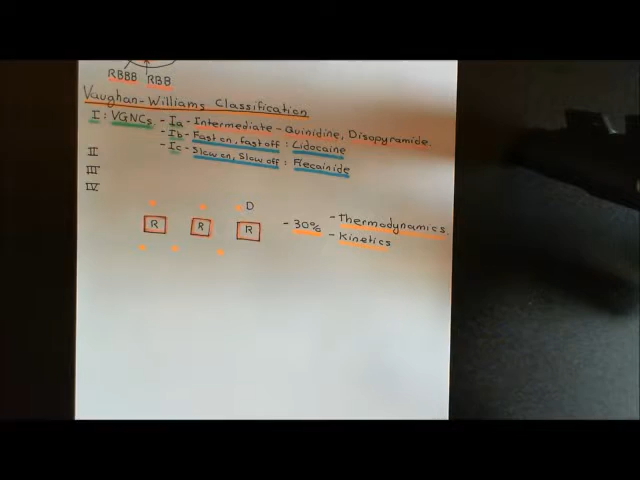 RBBB RBB
Vaughan-Williams Classification
I: VGNCs - Ia - Intermediate - Quinidine, Disopyramide.
- Ib - Fast on, fast off : Lidocaine
II - Ic - Slow on, Slow off : Flecainide
III
IV
D
R R R - 30% - Thermodynamics.
- Kinetics